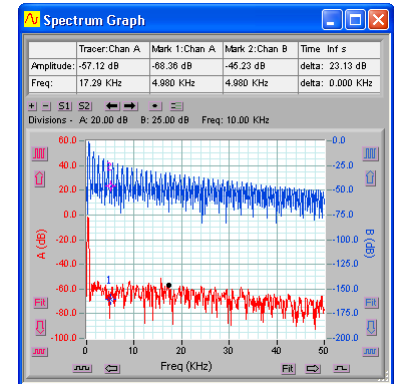 Spectrum Graph
Tracer:Chan A Mark 1:Chan A Mark 2:Chan B Time Inf s
Amplitude: -57.12 dB -68.36 dB -45.23 dB delta: 23.13 dB
Freq: 17.29 KHz 4.980 KHz 4.980 KHz delta: 0.000 KHz
+ - S1 S2
Divisions - A: 20.00 dB B: 25.00 dB Freq: 10.00 KHz
60.0 -0.0
40.0 -25.0
20.0 -50.0
0.0 -75.0
-20.0 -100.0
A (dB) B (dB)
-40.0 -125.0
1
-60.0 -150.0
Fit Fit
-80.0 -175.0
-100.0 -200.0
0 10 20 30 40 50
Freq (KHz) Fit